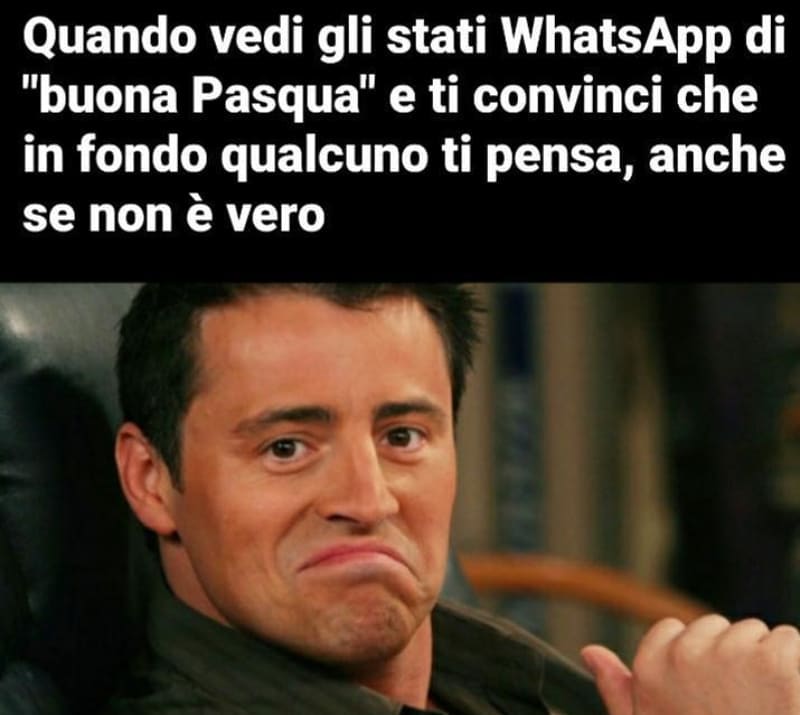 Quando vedi gli stati WhatsApp di
"buona Pasqua" e ti convinci che
in fondo qualcuno ti pensa, anche
se non è vero